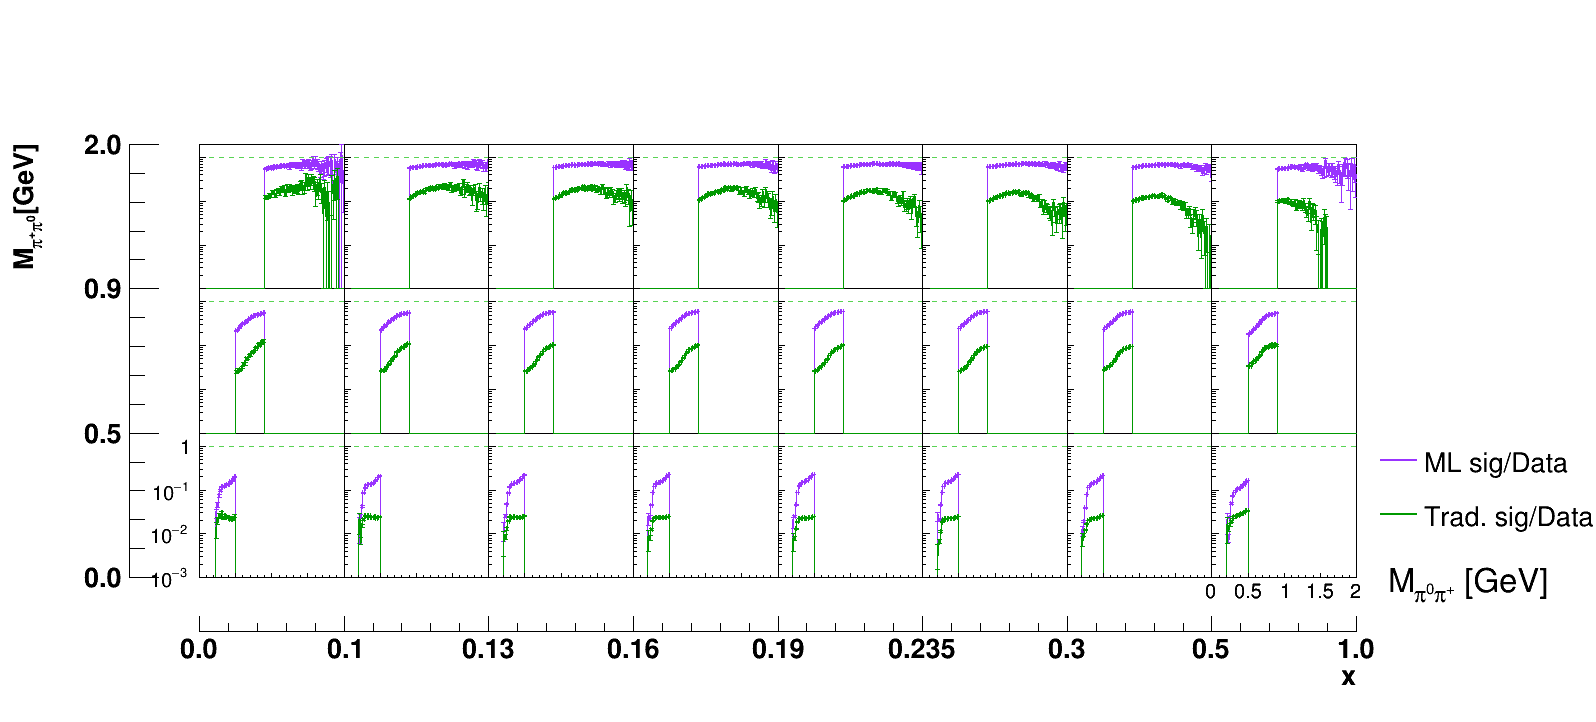 M_{π⁺π⁰}[GeV]
2.0
0.9
0.5
0.0
1
10⁻¹
10⁻²
10⁻³
ML sig/Data
Trad. sig/Data
0 0.5 1 1.5 2
M_{π⁰π⁺} [GeV]
0.0 0.1 0.13 0.16 0.19 0.235 0.3 0.5 1.0
x